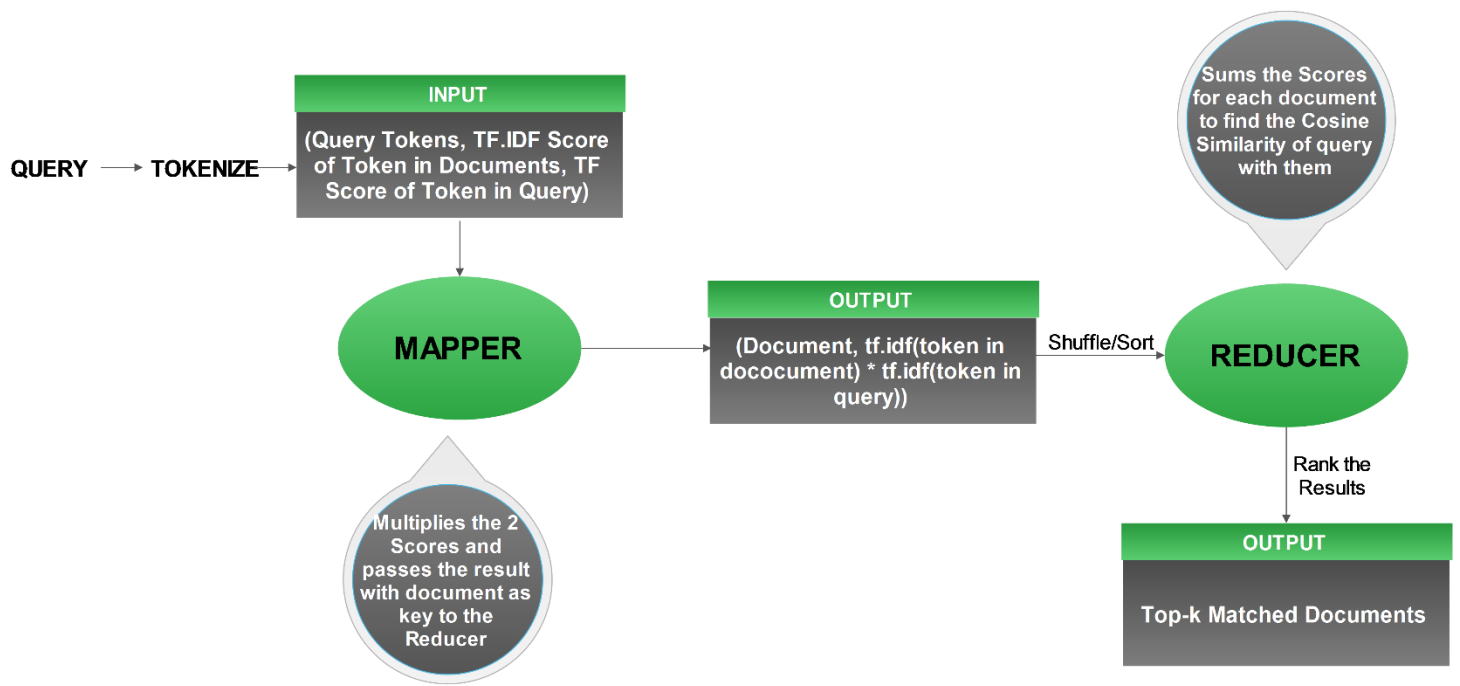 QUERY
TOKENIZE
INPUT
(Query Tokens, TF.IDF Score
of Token in Documents, TF
Score of Token in Query)
MAPPER
Multiplies the 2
Scores and
passes the result
with document as
key to the
Reducer
OUTPUT
(Document, tf.idf(token in
dococument) * tf.idf(token in
query))
Shuffle/Sort
REDUCER
Sums the Scores
for each document
to find the Cosine
Similarity of query
with them
Rank the
Results
OUTPUT
Top-k Matched Documents